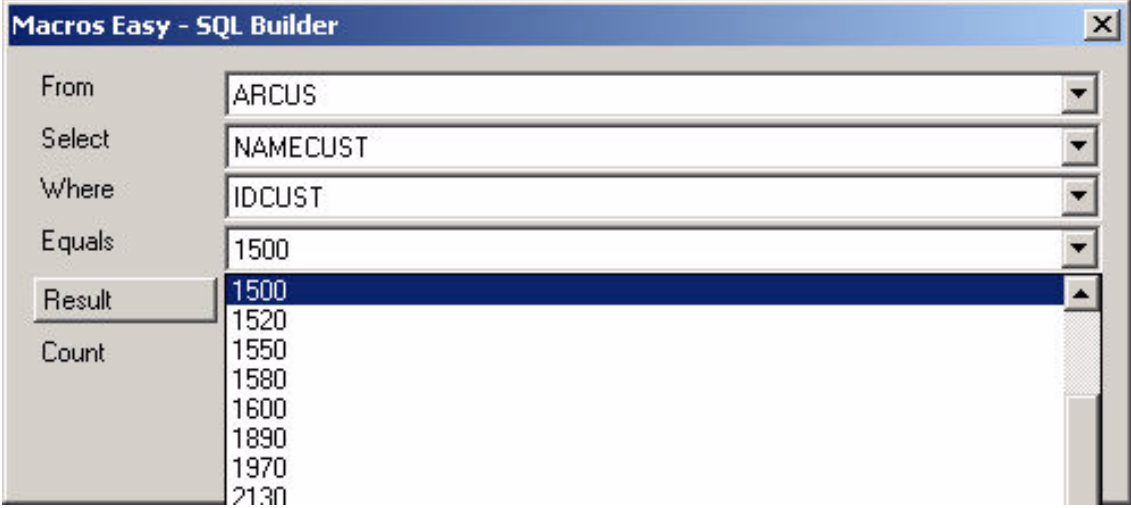 Macros Easy - SQL Builder
From ARCUS
Select NAMECUST
Where IDCUST
Equals 1500
Result 1500
1520
Count 1550
1580
1600
1890
1970
2130